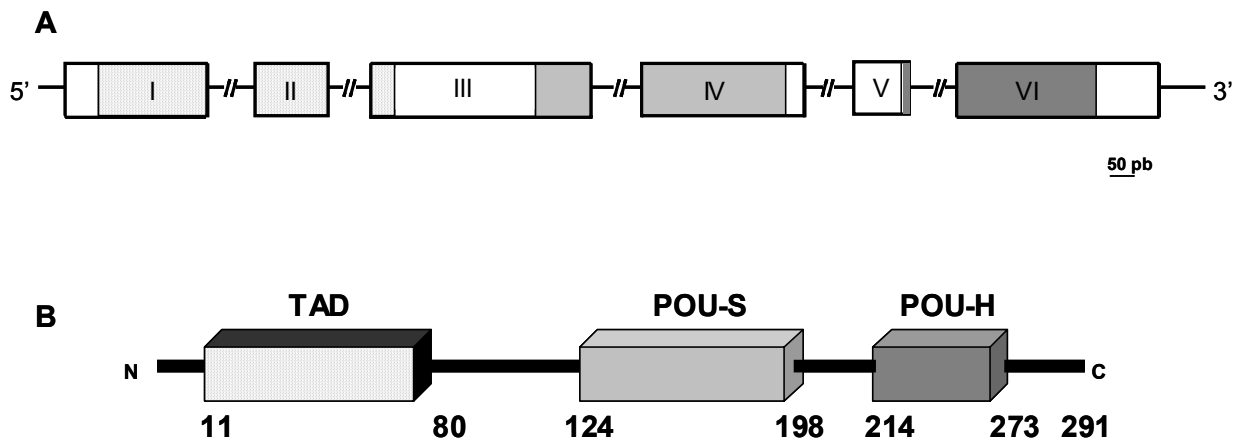 A
5’ I // II // III // IV // V // VI 3’
50 pb
B
TAD POU-S POU-H
N C
11 80 124 198 214 273 291